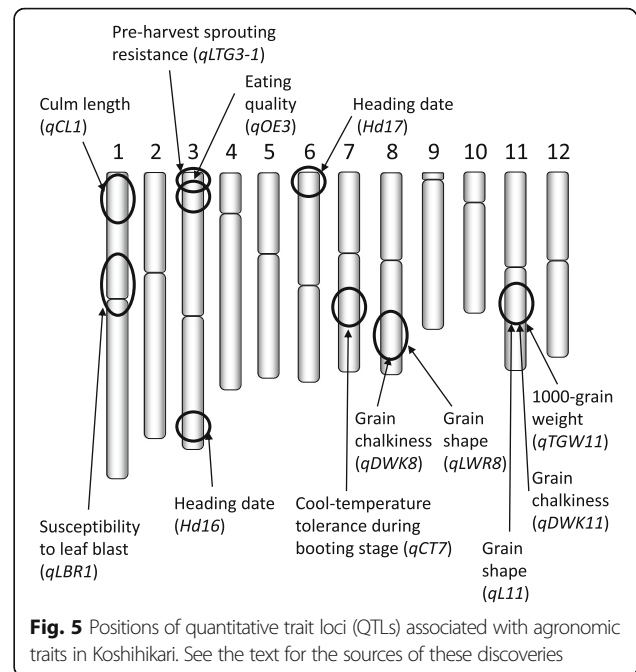 Pre-harvest sprouting
resistance (qLTG3-1)
Eating
quality
(qOE3)
Culm length
(qCL1)
Heading date
(Hd17)
1 2 3 4 5 6 7 8 9 10 11 12
Grain
chalkiness
(qDWK8)
Grain
shape
(qLWR8)
1000-grain
weight
(qTGW11)
Grain
chalkiness
(qDWK11)
Susceptibility
to leaf blast
(qLBR1)
Heading date
(Hd16)
Cool-temperature
tolerance during
booting stage (qCT7)
Grain
shape
(qL11)
Fig. 5 Positions of quantitative trait loci (QTLs) associated with agronomic
traits in Koshihikari. See the text for the sources of these discoveries